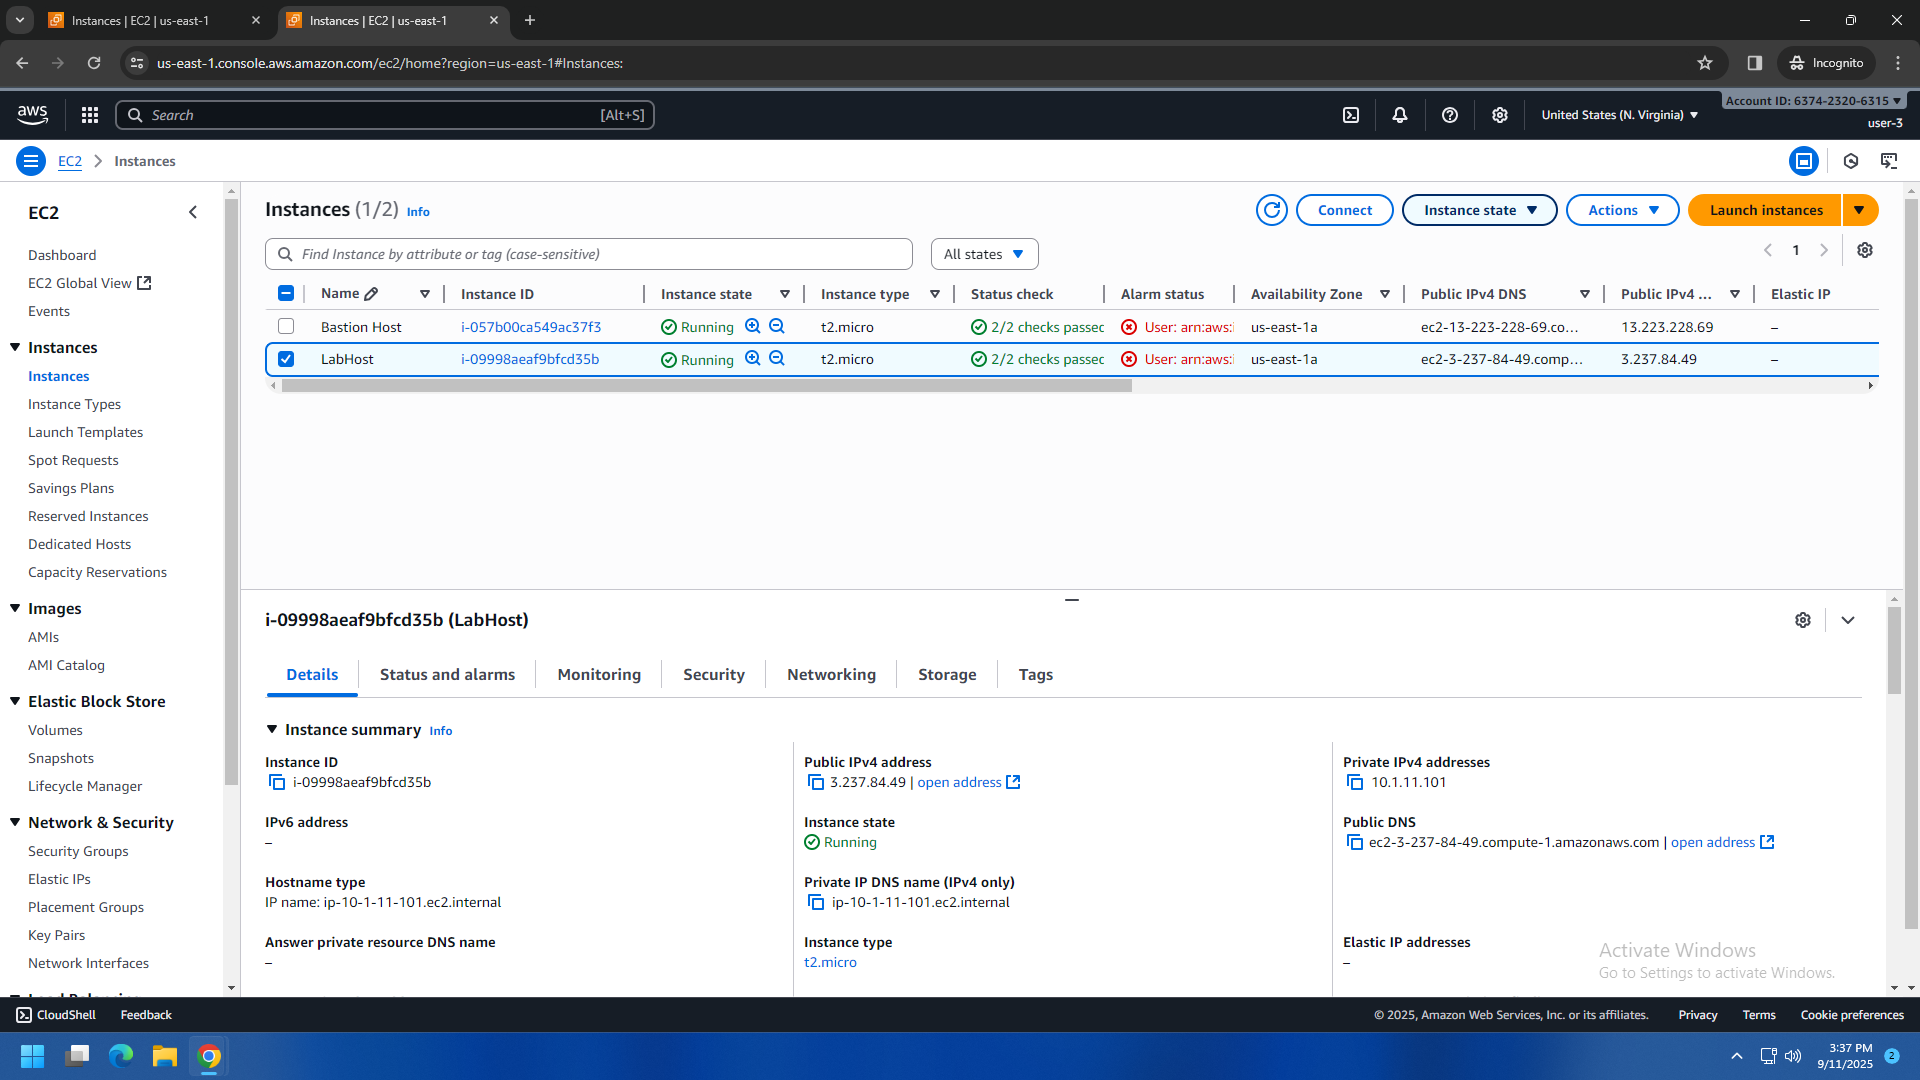 Instances | EC2 | us-east-1
Instances | EC2 | us-east-1
us-east-1.console.aws.amazon.com/ec2/home?region=us-east-1#Instances:
Incognito
aws
Search
[Alt+S]
United States (N. Virginia)
Account ID: 6374-2320-6315
user-3
EC2
Instances
EC2
Dashboard
EC2 Global View
Events
Instances
Instances
Instance Types
Launch Templates
Spot Requests
Savings Plans
Reserved Instances
Dedicated Hosts
Capacity Reservations
Images
AMIs
AMI Catalog
Elastic Block Store
Volumes
Snapshots
Lifecycle Manager
Network & Security
Security Groups
Elastic IPs
Placement Groups
Key Pairs
Network Interfaces
Instances (1/2) Info
Connect
Instance state
Actions
Launch instances
Find Instance by attribute or tag (case-sensitive)
All states
1
Name Instance ID Instance state Instance type Status check Alarm status Availability Zone Public IPv4 DNS Public IPv4 ... Elastic IP
Bastion Host i-057b00ca549ac37f3 Running t2.micro 2/2 checks passec User: arn:aws: us-east-1a ec2-13-223-228-69.co... 13.223.228.69 –
LabHost i-09998aeaf9bfcd35b Running t2.micro 2/2 checks passec User: arn:aws: us-east-1a ec2-3-237-84-49.comp... 3.237.84.49 –
i-09998aeaf9bfcd35b (LabHost)
Details Status and alarms Monitoring Security Networking Storage Tags
Instance summary Info
Instance ID
i-09998aeaf9bfcd35b
Public IPv4 address
3.237.84.49 | open address
Private IPv4 addresses
10.1.11.101
IPv6 address
–
Instance state
Running
Public DNS
ec2-3-237-84-49.compute-1.amazonaws.com | open address
Hostname type
IP name: ip-10-1-11-101.ec2.internal
Private IP DNS name (IPv4 only)
ip-10-1-11-101.ec2.internal
Answer private resource DNS name
–
Instance type
t2.micro
Elastic IP addresses
–
Activate Windows
Go to Settings to activate Windows.
CloudShell
Feedback
© 2025, Amazon Web Services, Inc. or its affiliates.
Privacy
Terms
Cookie preferences
3:37 PM
9/11/2025
2